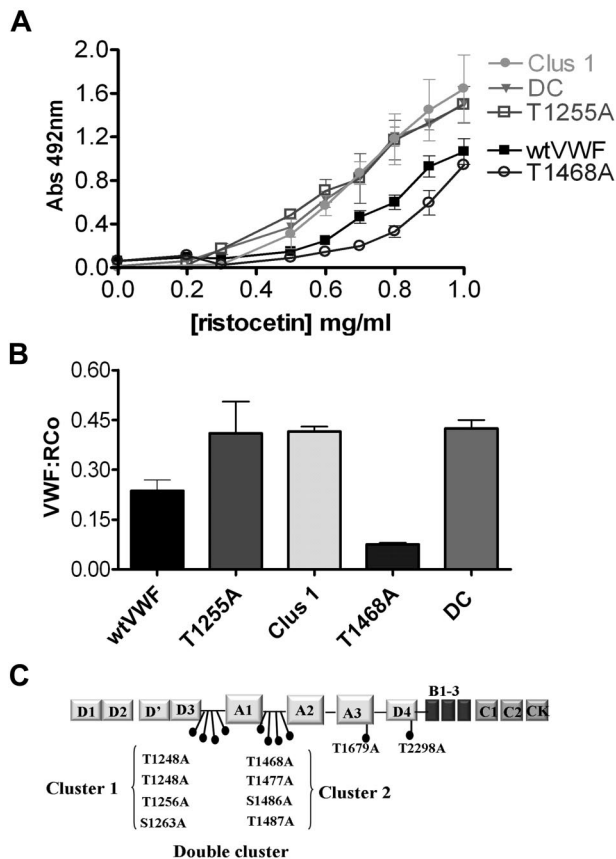 A
Abs 492nm
2.0
1.6
1.2
0.8
0.4
0.0
0.0 0.2 0.4 0.6 0.8 1.0
[ristocetin] mg/ml
Clus 1
DC
T1255A
wtVWF
T1468A
B
VWF:RCo
0.60
0.45
0.30
0.15
0.00
wtVWF T1255A Clus 1 T1468A DC
C
B1-3
D1 D2 D' D3 A1 A2 A3 D4 C1 C2 CK
T1679A T2298A
Cluster 1
T1248A
T1248A
T1256A
S1263A
T1468A
T1477A
S1486A
T1487A
Cluster 2
Double cluster